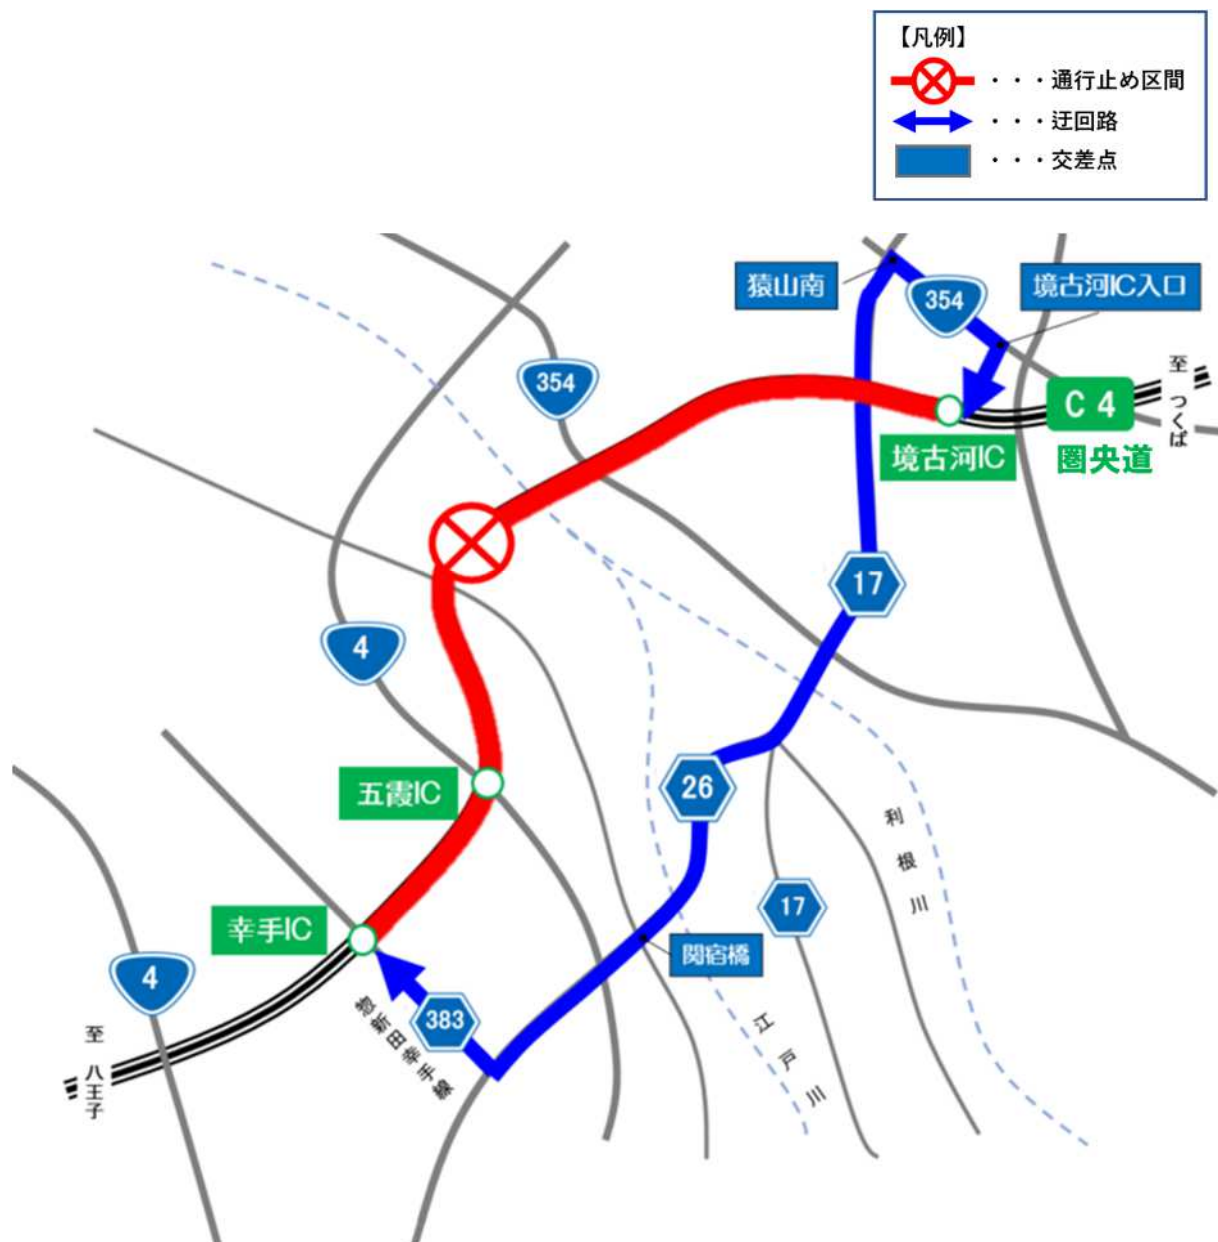 【凡例】
・・・通行止め区間
・・・迂回路
・・・交差点
猿山南
354
境古河IC入口
354
至 つくば
C 4
境古河IC
圏央道
17
4
五霞IC
26
利根川
17
幸手IC
関宿橋
4
383
惣新田幸手線
江戸川
至 八王子